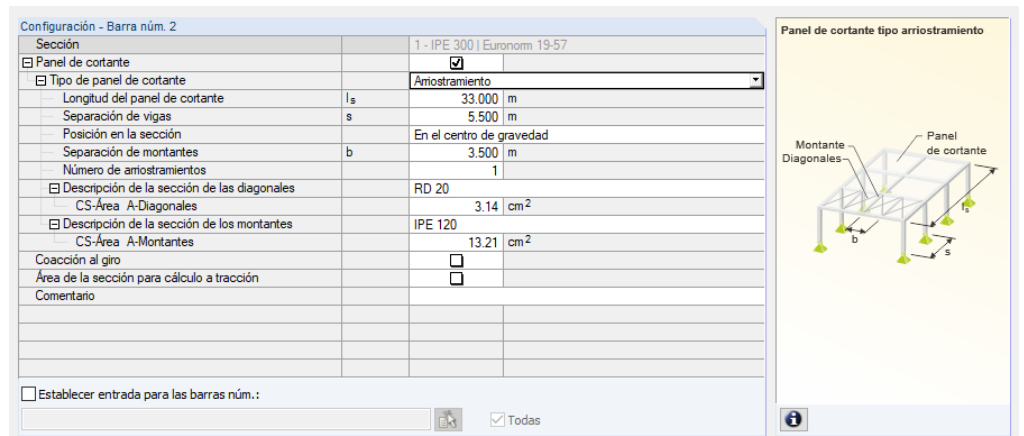 Configuración - Barra núm. 2
Sección 1 - IPE 300 | Euronorm 19-57
Panel de cortante
Tipo de panel de cortante Arriostramiento
Longitud del panel de cortante ls 33.000 m
Separación de vigas s 5.500 m
Posición en la sección En el centro de gravedad
Separación de montantes b 3.500 m
Número de arriostramientos 1
Descripción de la sección de las diagonales RD 20
CS-Área A-Diagonales 3.14 cm2
Descripción de la sección de los montantes IPE 120
CS-Área A-Montantes 13.21 cm2
Coacción al giro
Área de la sección para cálculo a tracción
Comentario
Establecer entrada para las barras núm.:
Todas
Panel de cortante tipo arriostramiento
Montante
Diagonales
Panel
de cortante
ls
b
s